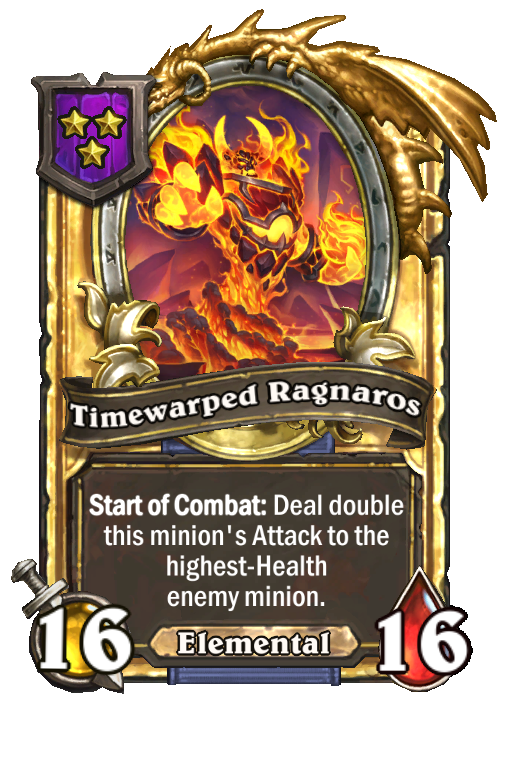 Timewarped Ragnaros
Start of Combat: Deal double
this minion's Attack to the
highest-Health
enemy minion.
16
Elemental
16